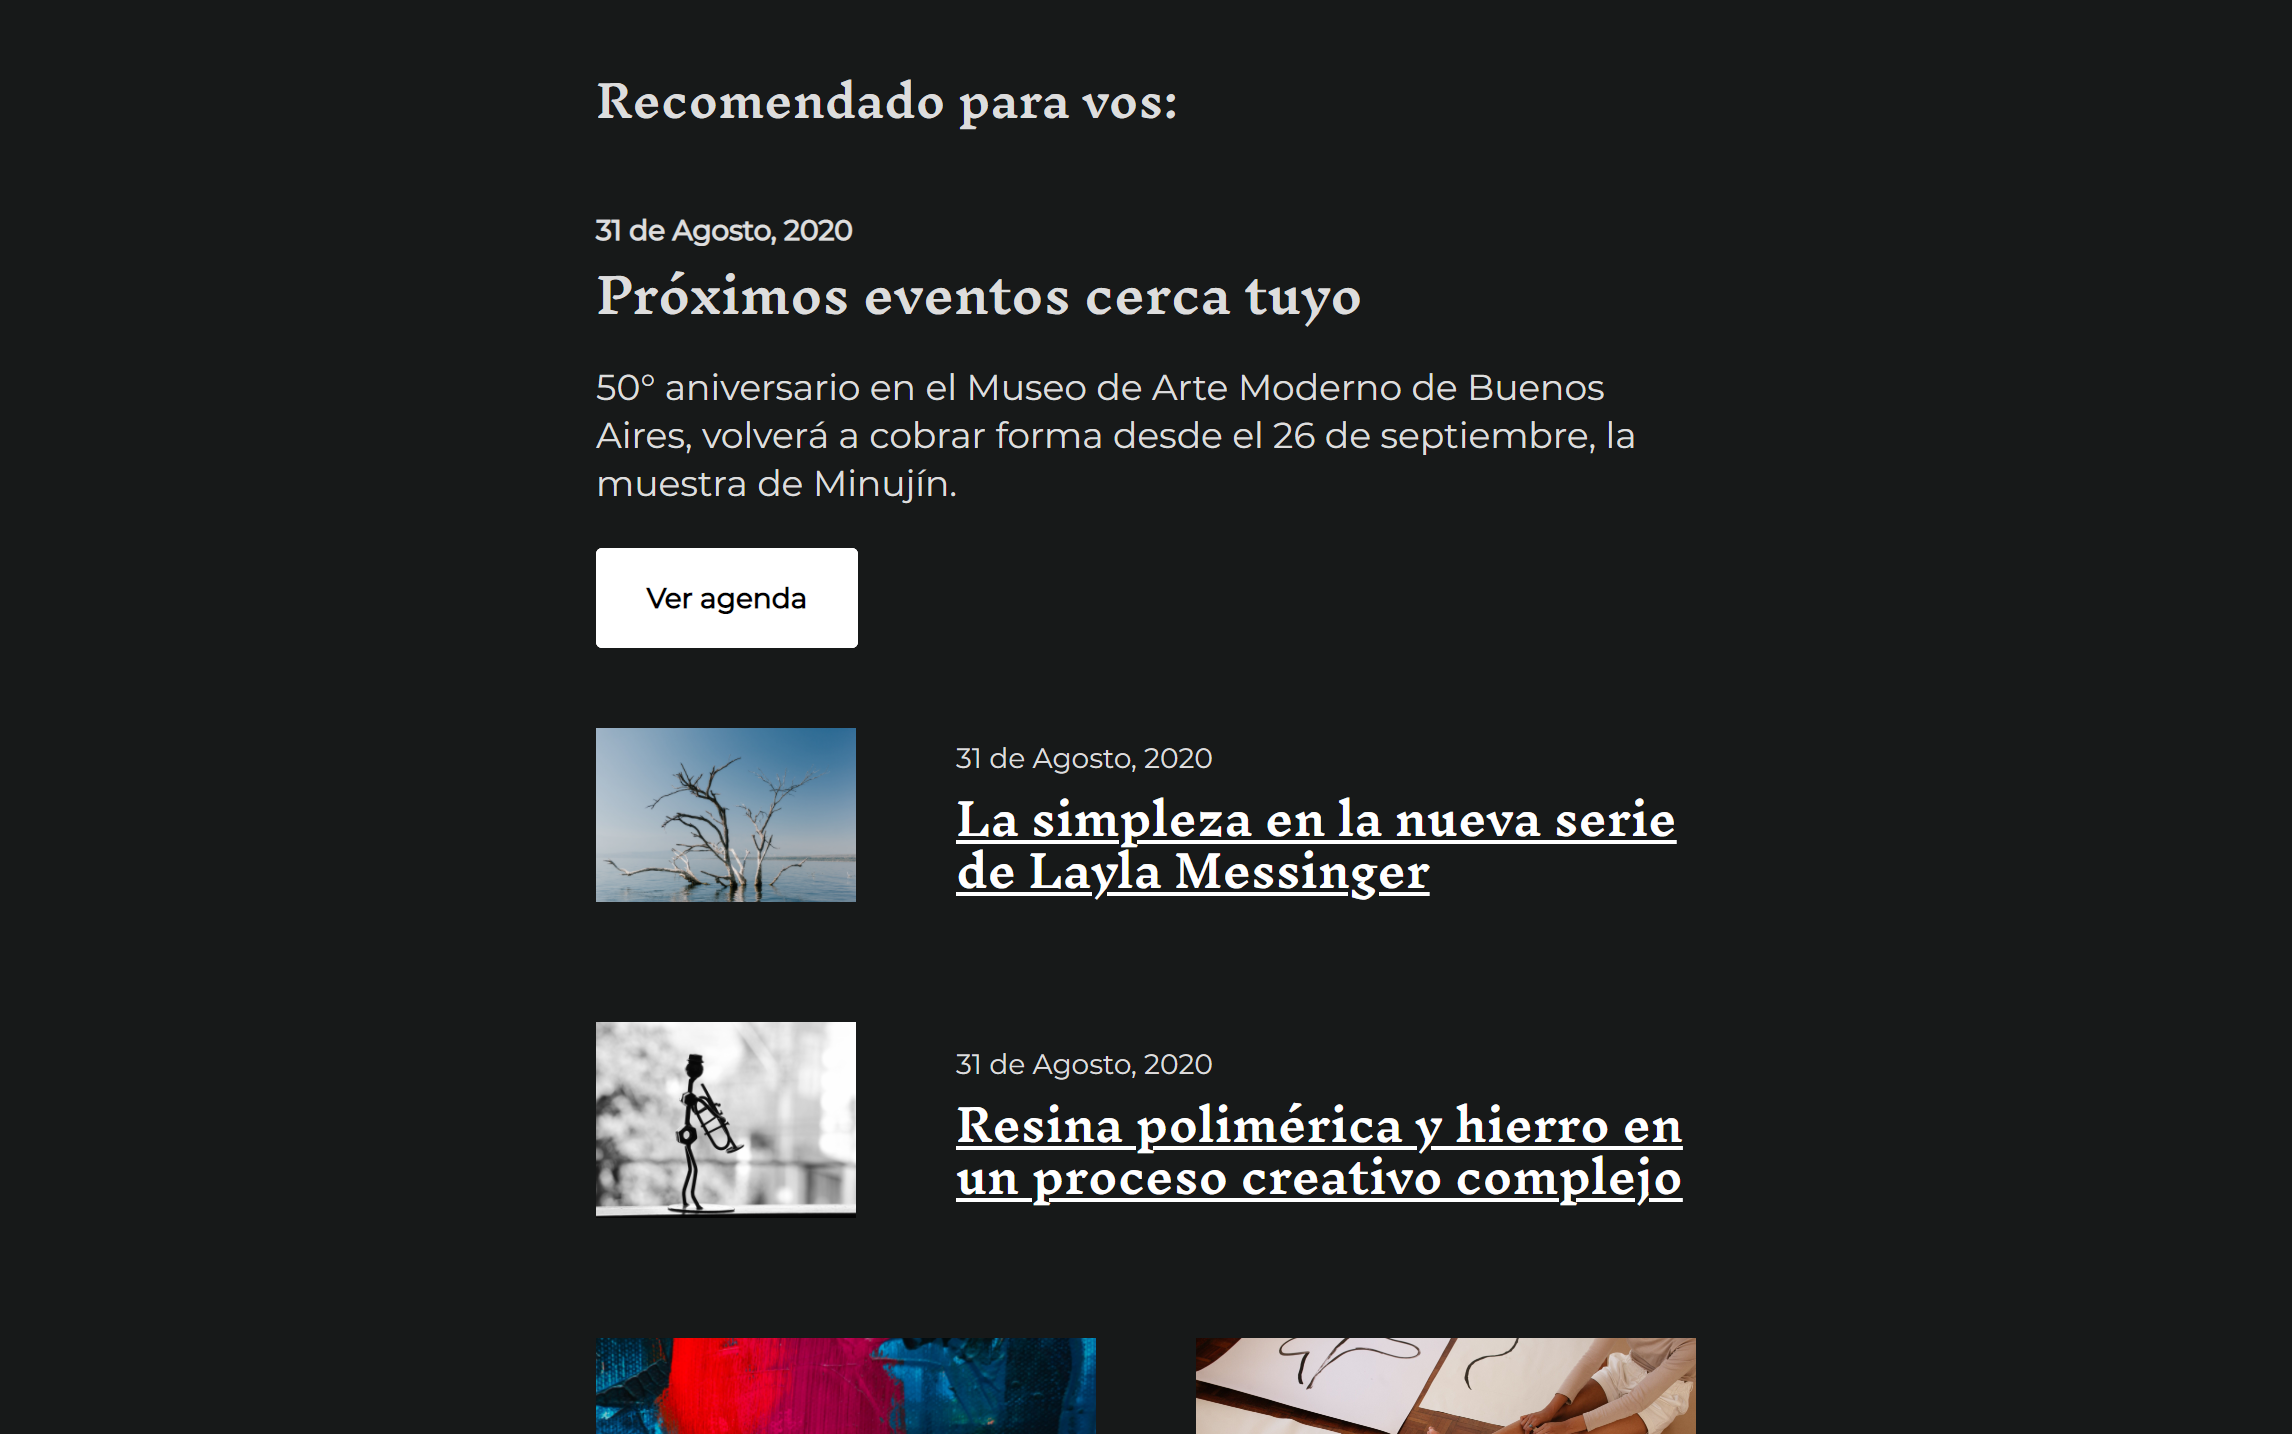 Recomendado para vos:
31 de Agosto, 2020
Próximos eventos cerca tuyo
50° aniversario en el Museo de Arte Moderno de Buenos
Aires, volverá a cobrar forma desde el 26 de septiembre, la
muestra de Minujín.
Ver agenda
31 de Agosto, 2020
La simpleza en la nueva serie
de Layla Messinger
31 de Agosto, 2020
Resina polimérica y hierro en
un proceso creativo complejo